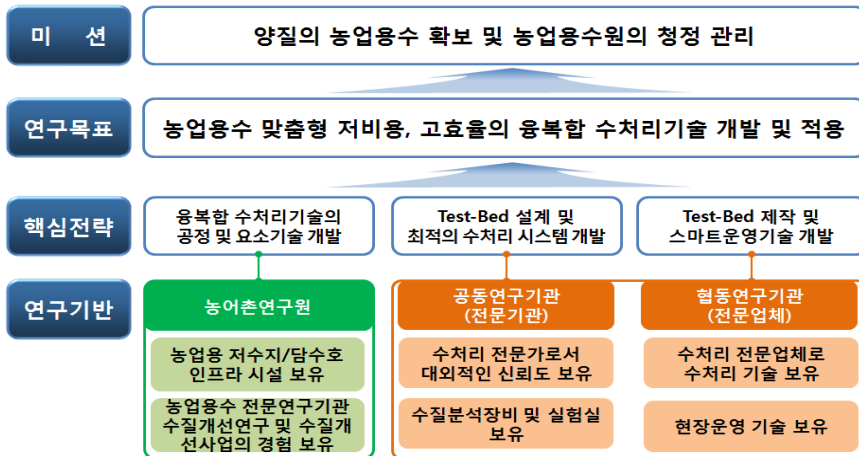 미 션
양질의 농업용수 확보 및 농업용수원의 청정 관리
연구목표
농업용수 맞춤형 저비용, 고효율의 융복합 수처리기술 개발 및 적용
핵심전략
융복합 수처리기술의
공정 및 요소기술 개발
Test-Bed 설계 및
최적의 수처리 시스템 개발
Test-Bed 제작 및
스마트운영기술 개발
연구기반
농어촌연구원
공동연구기관
(전문기관)
협동연구기관
(전문업체)
농업용 저수지/담수호
인프라 시설 보유
수처리 전문가로서
대외적인 신뢰도 보유
수처리 전문업체로
수처리 기술 보유
농업용수 전문연구기관
수질개선연구 및 수질개
선사업의 경험 보유
수질분석장비 및 실험실
보유
현장운영 기술 보유